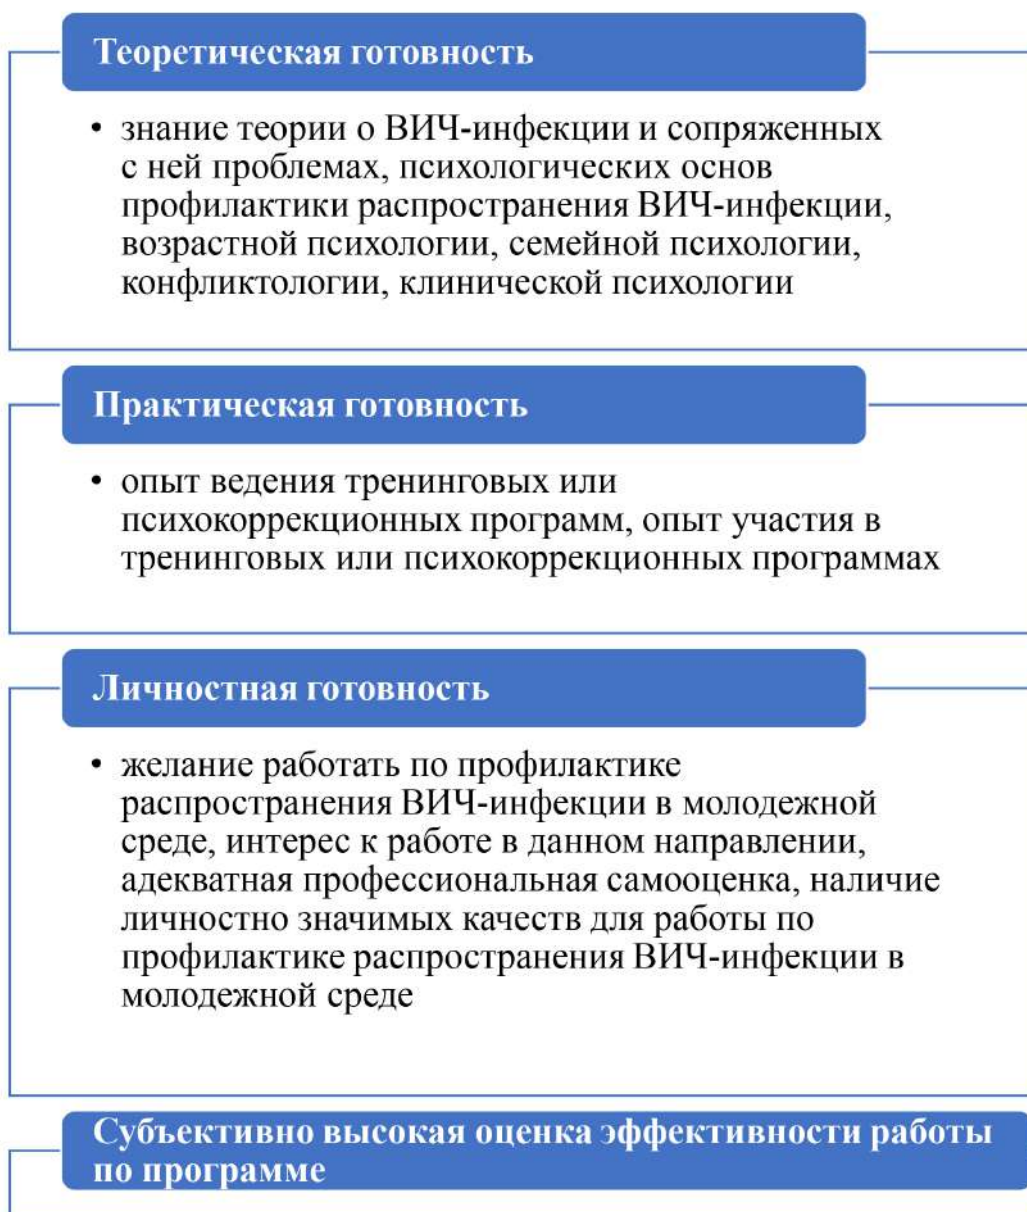 Теоретическая готовность
• знание теории о ВИЧ-инфекции и сопряженных
с ней проблемах, психологических основ
профилактики распространения ВИЧ-инфекции,
возрастной психологии, семейной психологии,
конфликтологии, клинической психологии
Практическая готовность
• опыт ведения тренинговых или
психокоррекционных программ, опыт участия в
тренинговых или психокоррекционных программах
Личностная готовность
• желание работать по профилактике
распространения ВИЧ-инфекции в молодежной
среде, интерес к работе в данном направлении,
адекватная профессиональная самооценка, наличие
личностно значимых качеств для работы по
профилактике распространения ВИЧ-инфекции в
молодежной среде
Субъективно высокая оценка эффективности работы
по программе